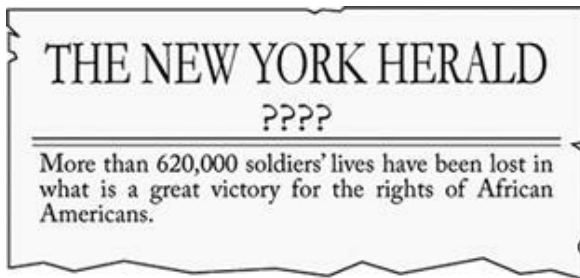 THE NEW YORK HERALD
????
More than 620,000 soldiers' lives have been lost in
what is a great victory for the rights of African
Americans.